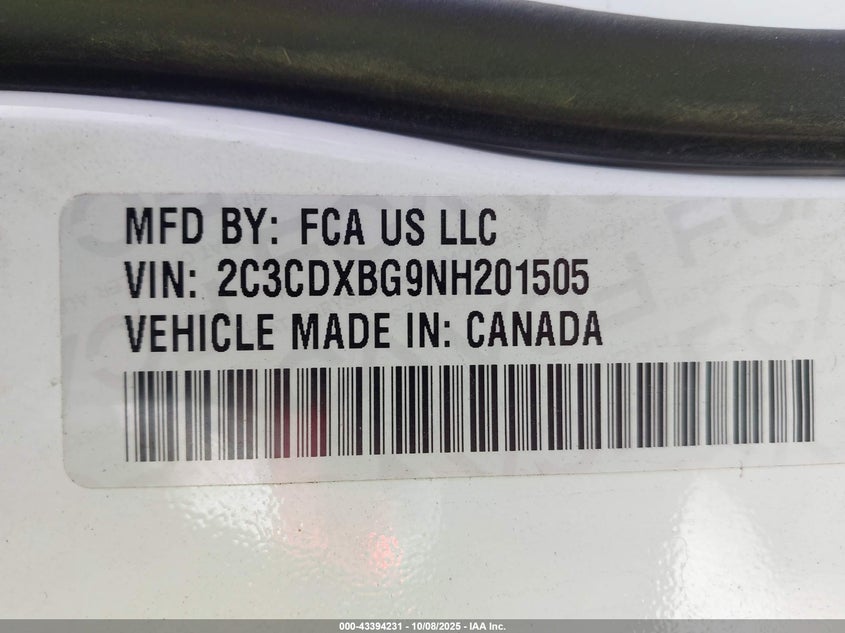 MFD BY: FCA US LLC
VIN: 2C3CDXBG9NH201505
VEHICLE MADE IN: CANADA
000-43394231 - 10/08/2025 - IAA Inc.